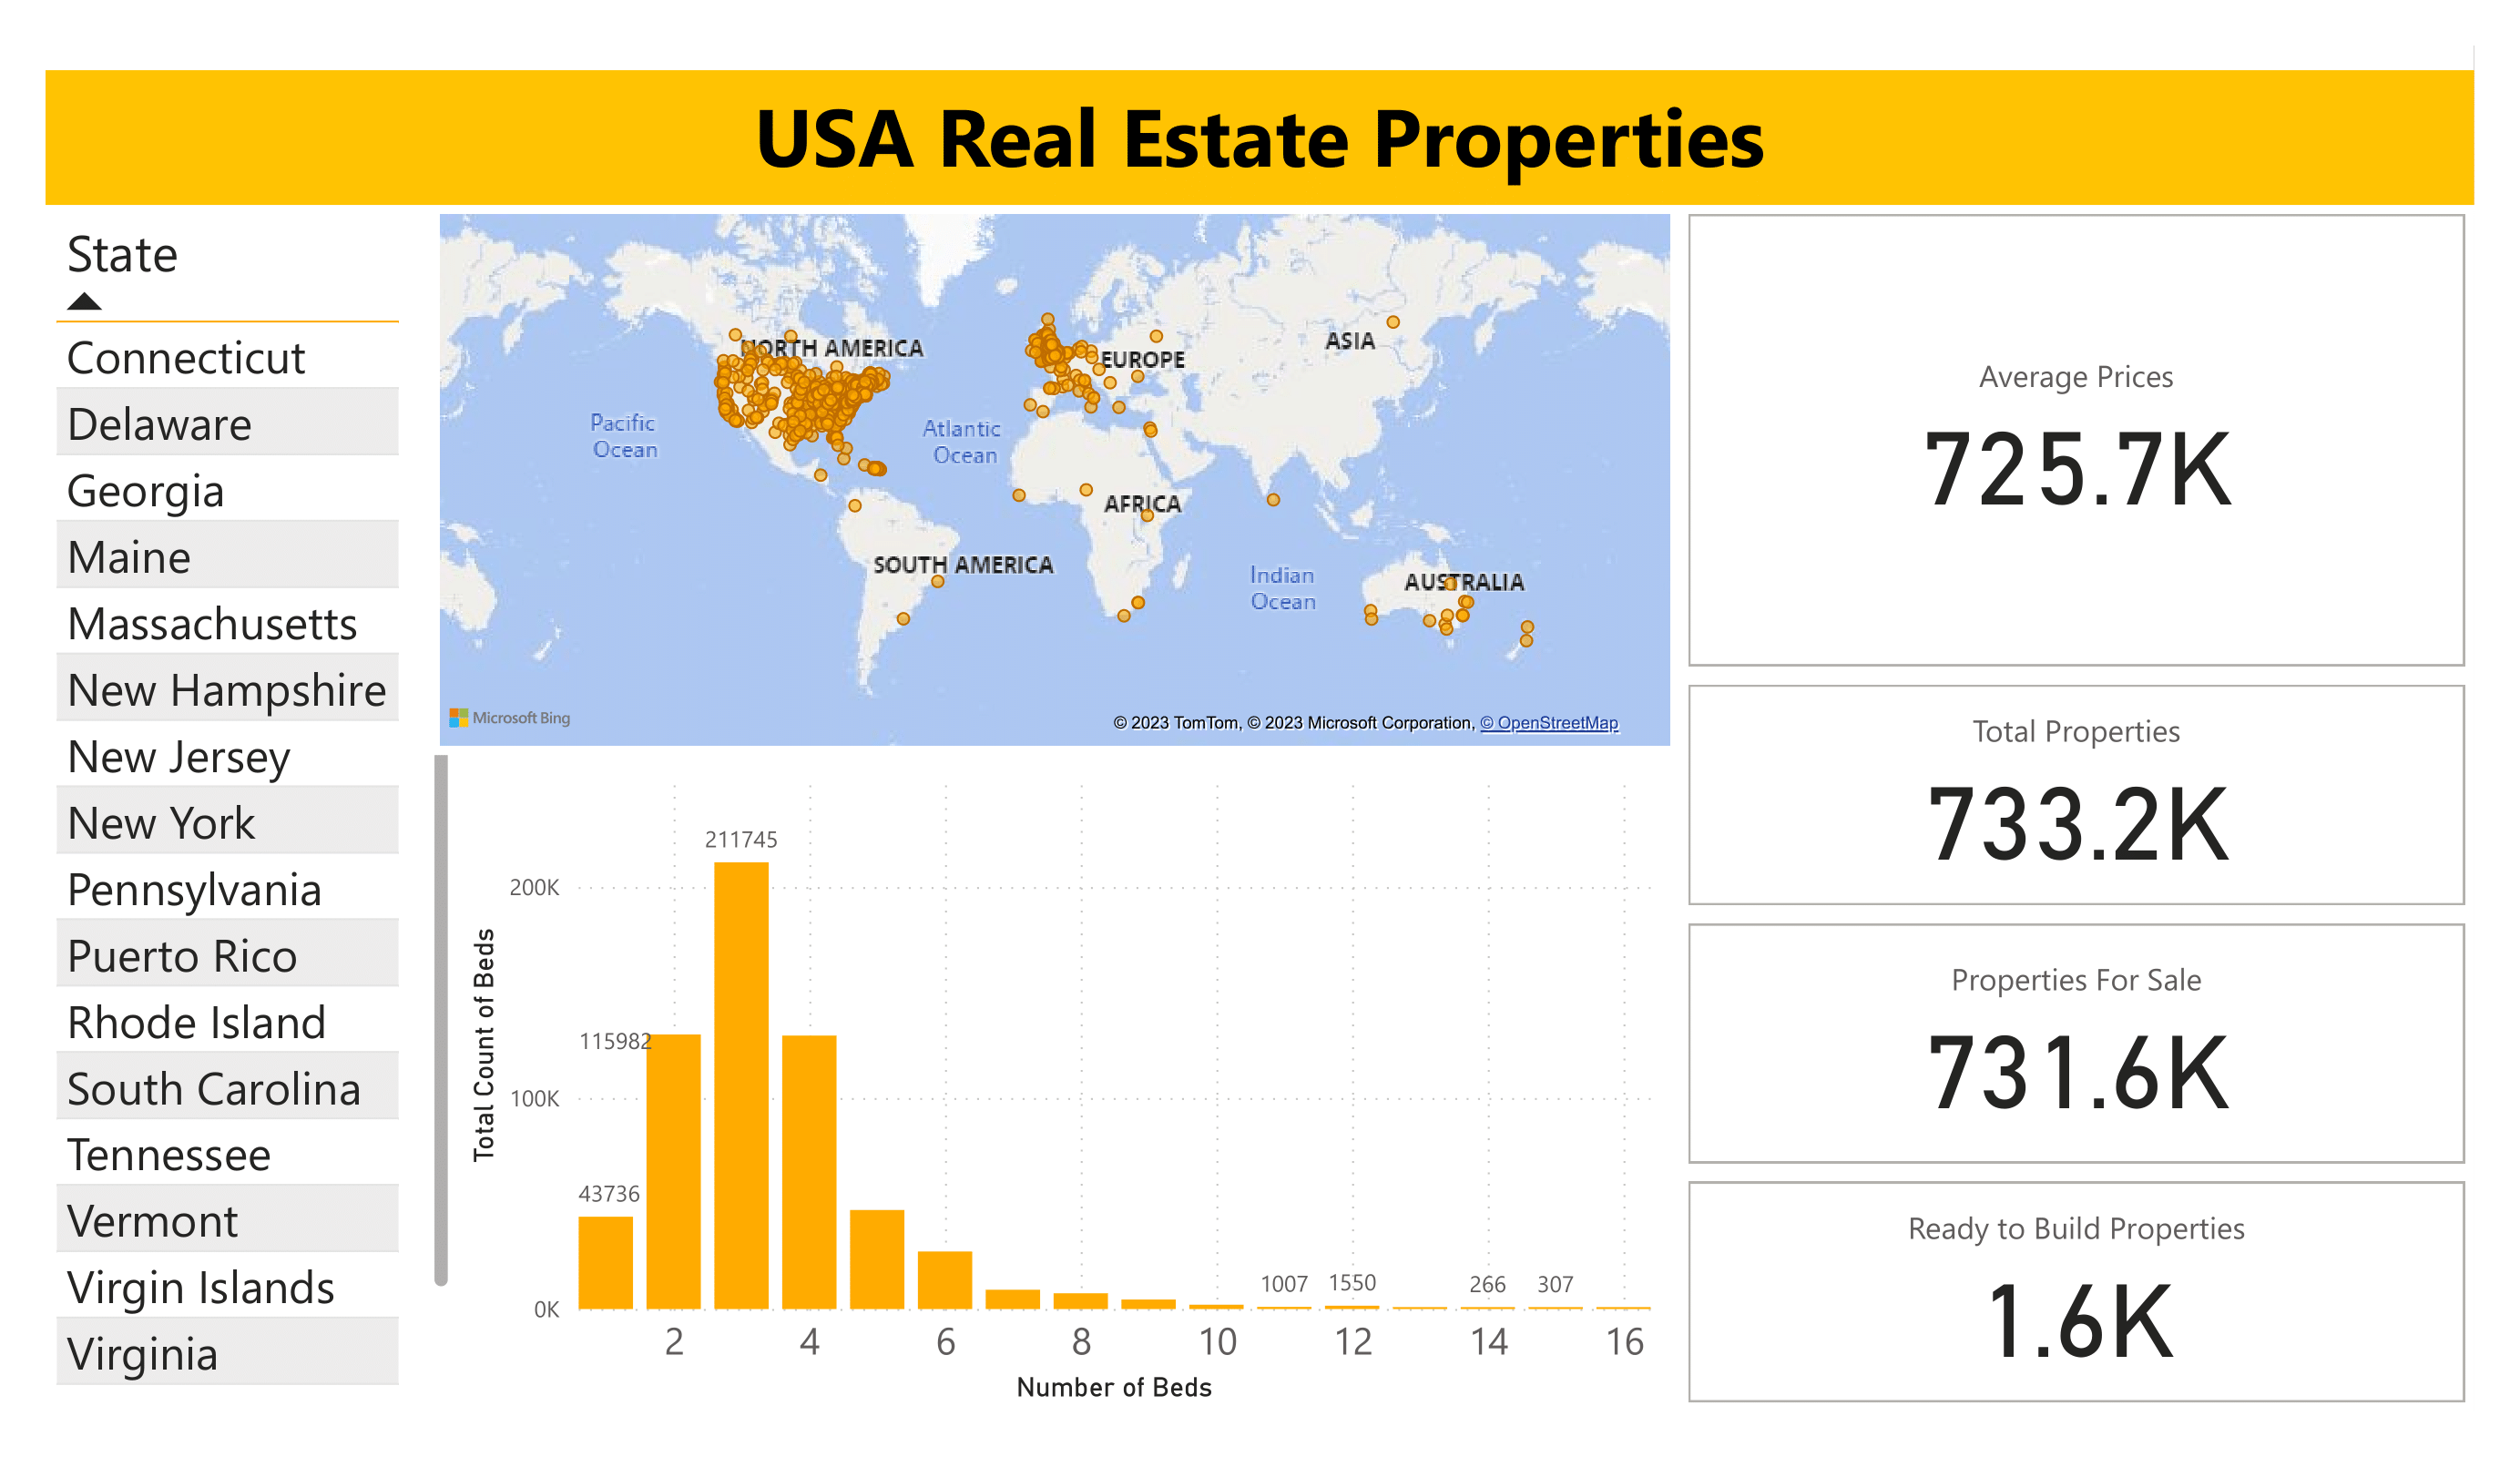 USA Real Estate Properties
State
Connecticut
Delaware
Georgia
Maine
Massachusetts
New Hampshire
New Jersey
New York
Pennsylvania
Puerto Rico
Rhode Island
South Carolina
Tennessee
Vermont
Virgin Islands
Virginia
NORTH AMERICA
EUROPE
ASIA
Pacific
Ocean
Atlantic
Ocean
AFRICA
SOUTH AMERICA
Indian
Ocean
AUSTRALIA
Microsoft Bing
© 2023 TomTom, © 2023 Microsoft Corporation, © OpenStreetMap
Total Count of Beds
200K
100K
0K
43736
115982
211745
1007
1550
266
307
2 4 6 8 10 12 14 16
Number of Beds
Average Prices
725.7K
Total Properties
733.2K
Properties For Sale
731.6K
Ready to Build Properties
1.6K